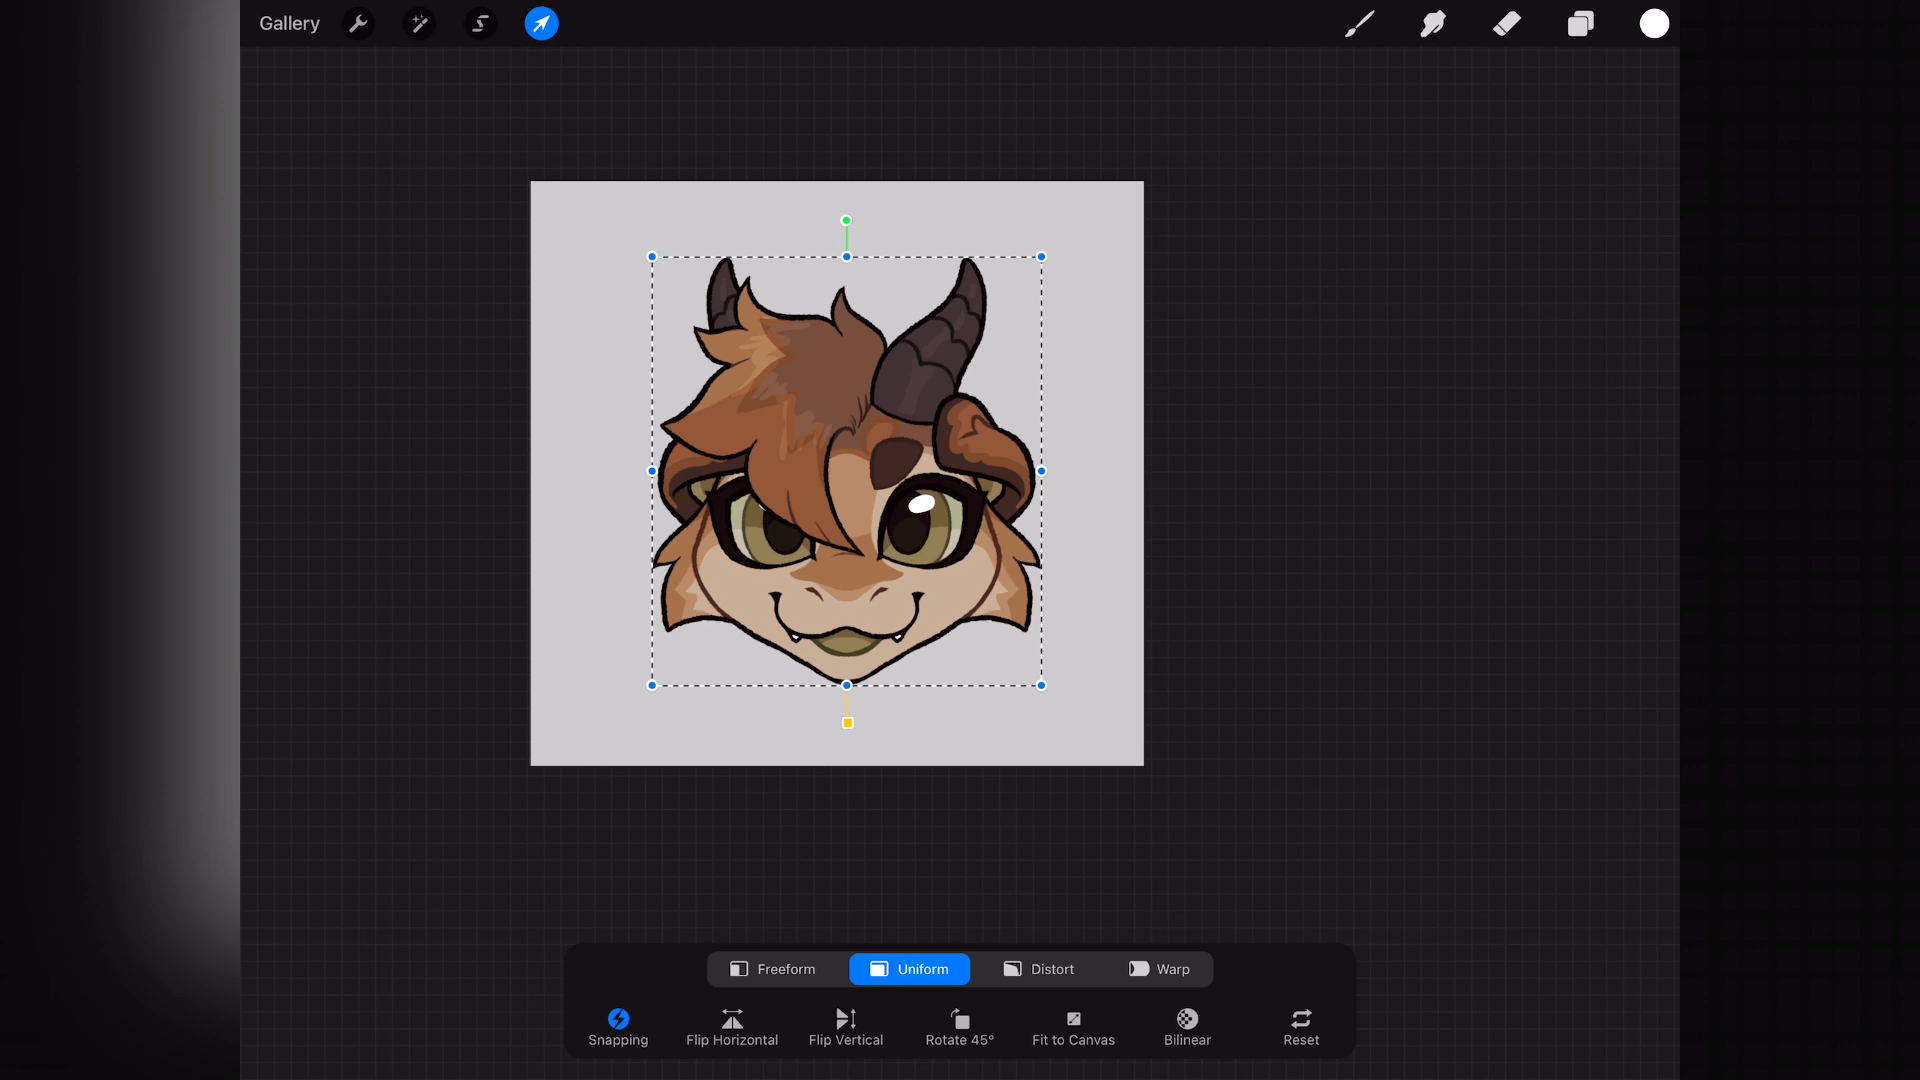 Gallery
Freeform Uniform Distort Warp
Snapping Flip Horizontal Flip Vertical Rotate 45° Fit to Canvas Bilinear Reset